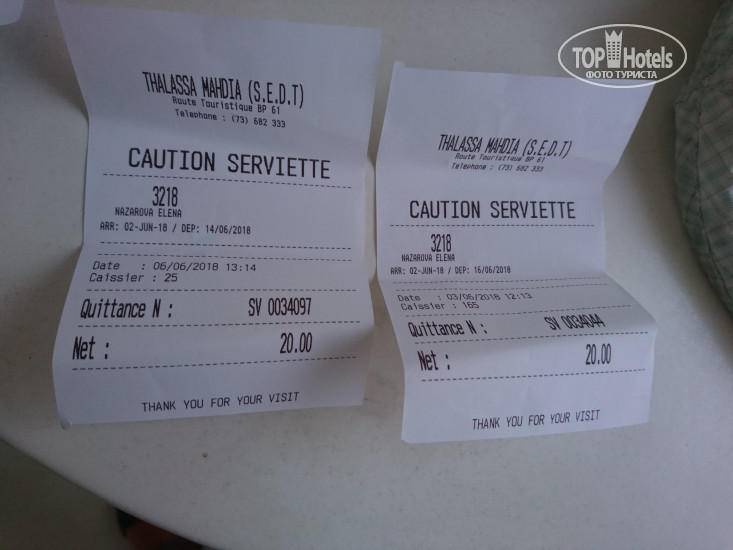 TOP Hotels
ФОТО ТУРИСТА
THALASSA MAHDIA (S.E.D.T)
Route Touristique BP 61
Telephone : (73) 682 333
CAUTION SERVIETTE
3218
NAZAROVA ELENA
ARR: 02-JUN-18 / DEP: 14/06/2018
Date : 06/06/2018 13:14
Caissier : 25
Quittance N : SV 0034097
Net : 20.00
THANK YOU FOR YOUR VISIT
THALASSA MAHDIA (S.E.D.T)
Route Touristique BP 61
Telephone : (73) 682 333
CAUTION SERVIETTE
3218
NAZAROVA ELENA
ARR: 02-JUN-18 / DEP: 16/06/2018
Date : 03/06/2018 12:13
Caissier : 165
Quittance N : SV 0034044
Net : 20.00
THANK YOU FOR YOUR VISIT